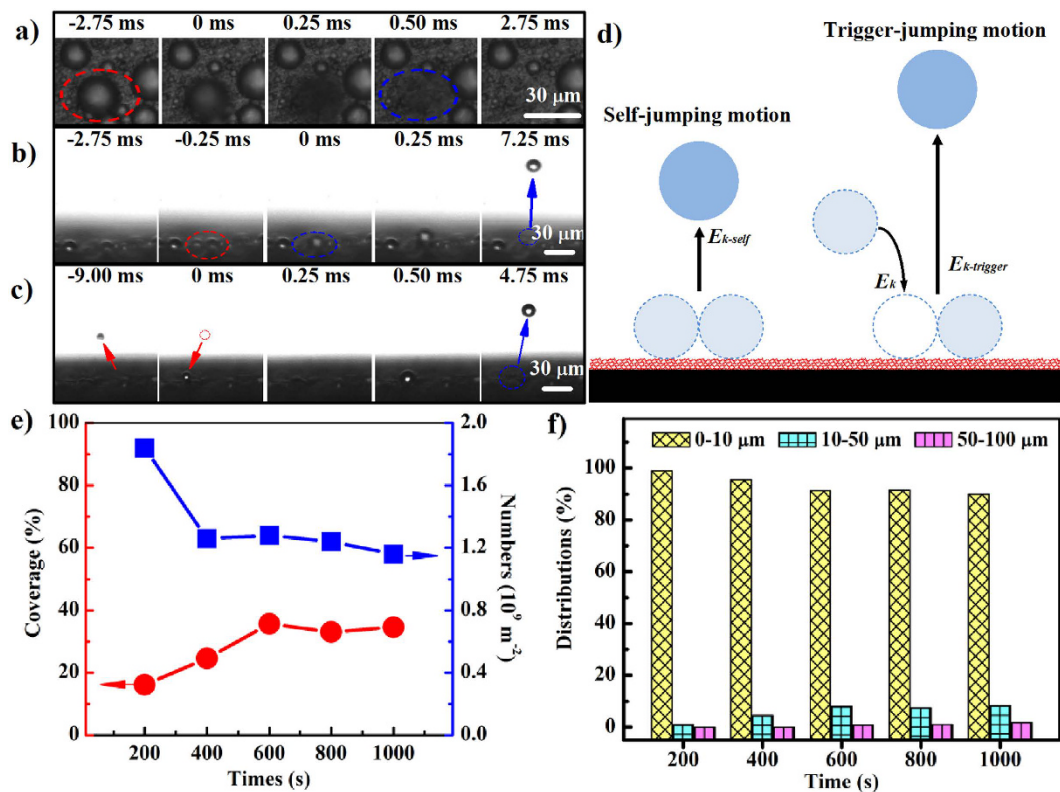 a)
-2.75 ms 0 ms 0.25 ms 0.50 ms 2.75 ms
30 μm
-2.75 ms -0.25 ms 0 ms 0.25 ms 7.25 ms
b)
30 μm
-9.00 ms 0 ms 0.25 ms 0.50 ms 4.75 ms
c)
30 μm
d)
Trigger-jumping motion
Self-jumping motion
E_k-self
E_k
E_k-trigger
e)
100
80
60
40
20
0
Coverage (%)
2.0
1.6
1.2
0.8
0.4
0.0
Numbers (10⁹ m⁻²)
200 400 600 800 1000
Times (s)
f)
0-10 μm 10-50 μm 50-100 μm
100
80
60
40
20
10
0
Distributions (%)
200 400 600 800 1000
Time (s)